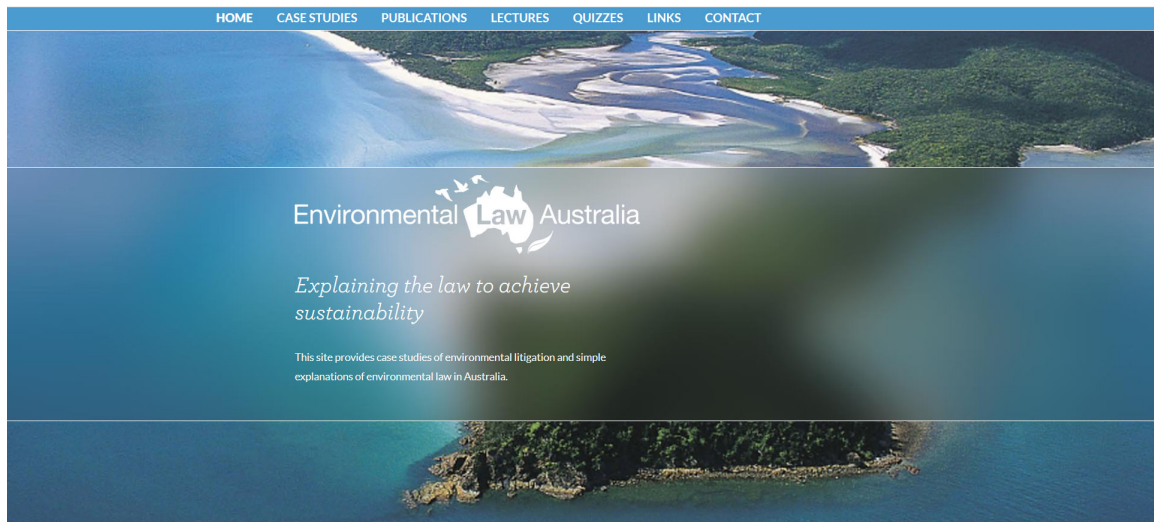 HOME CASE STUDIES PUBLICATIONS LECTURES QUIZZES LINKS CONTACT
Environmental Law Australia
Explaining the law to achieve
sustainability
This site provides case studies of environmental litigation and simple
explanations of environmental law in Australia.